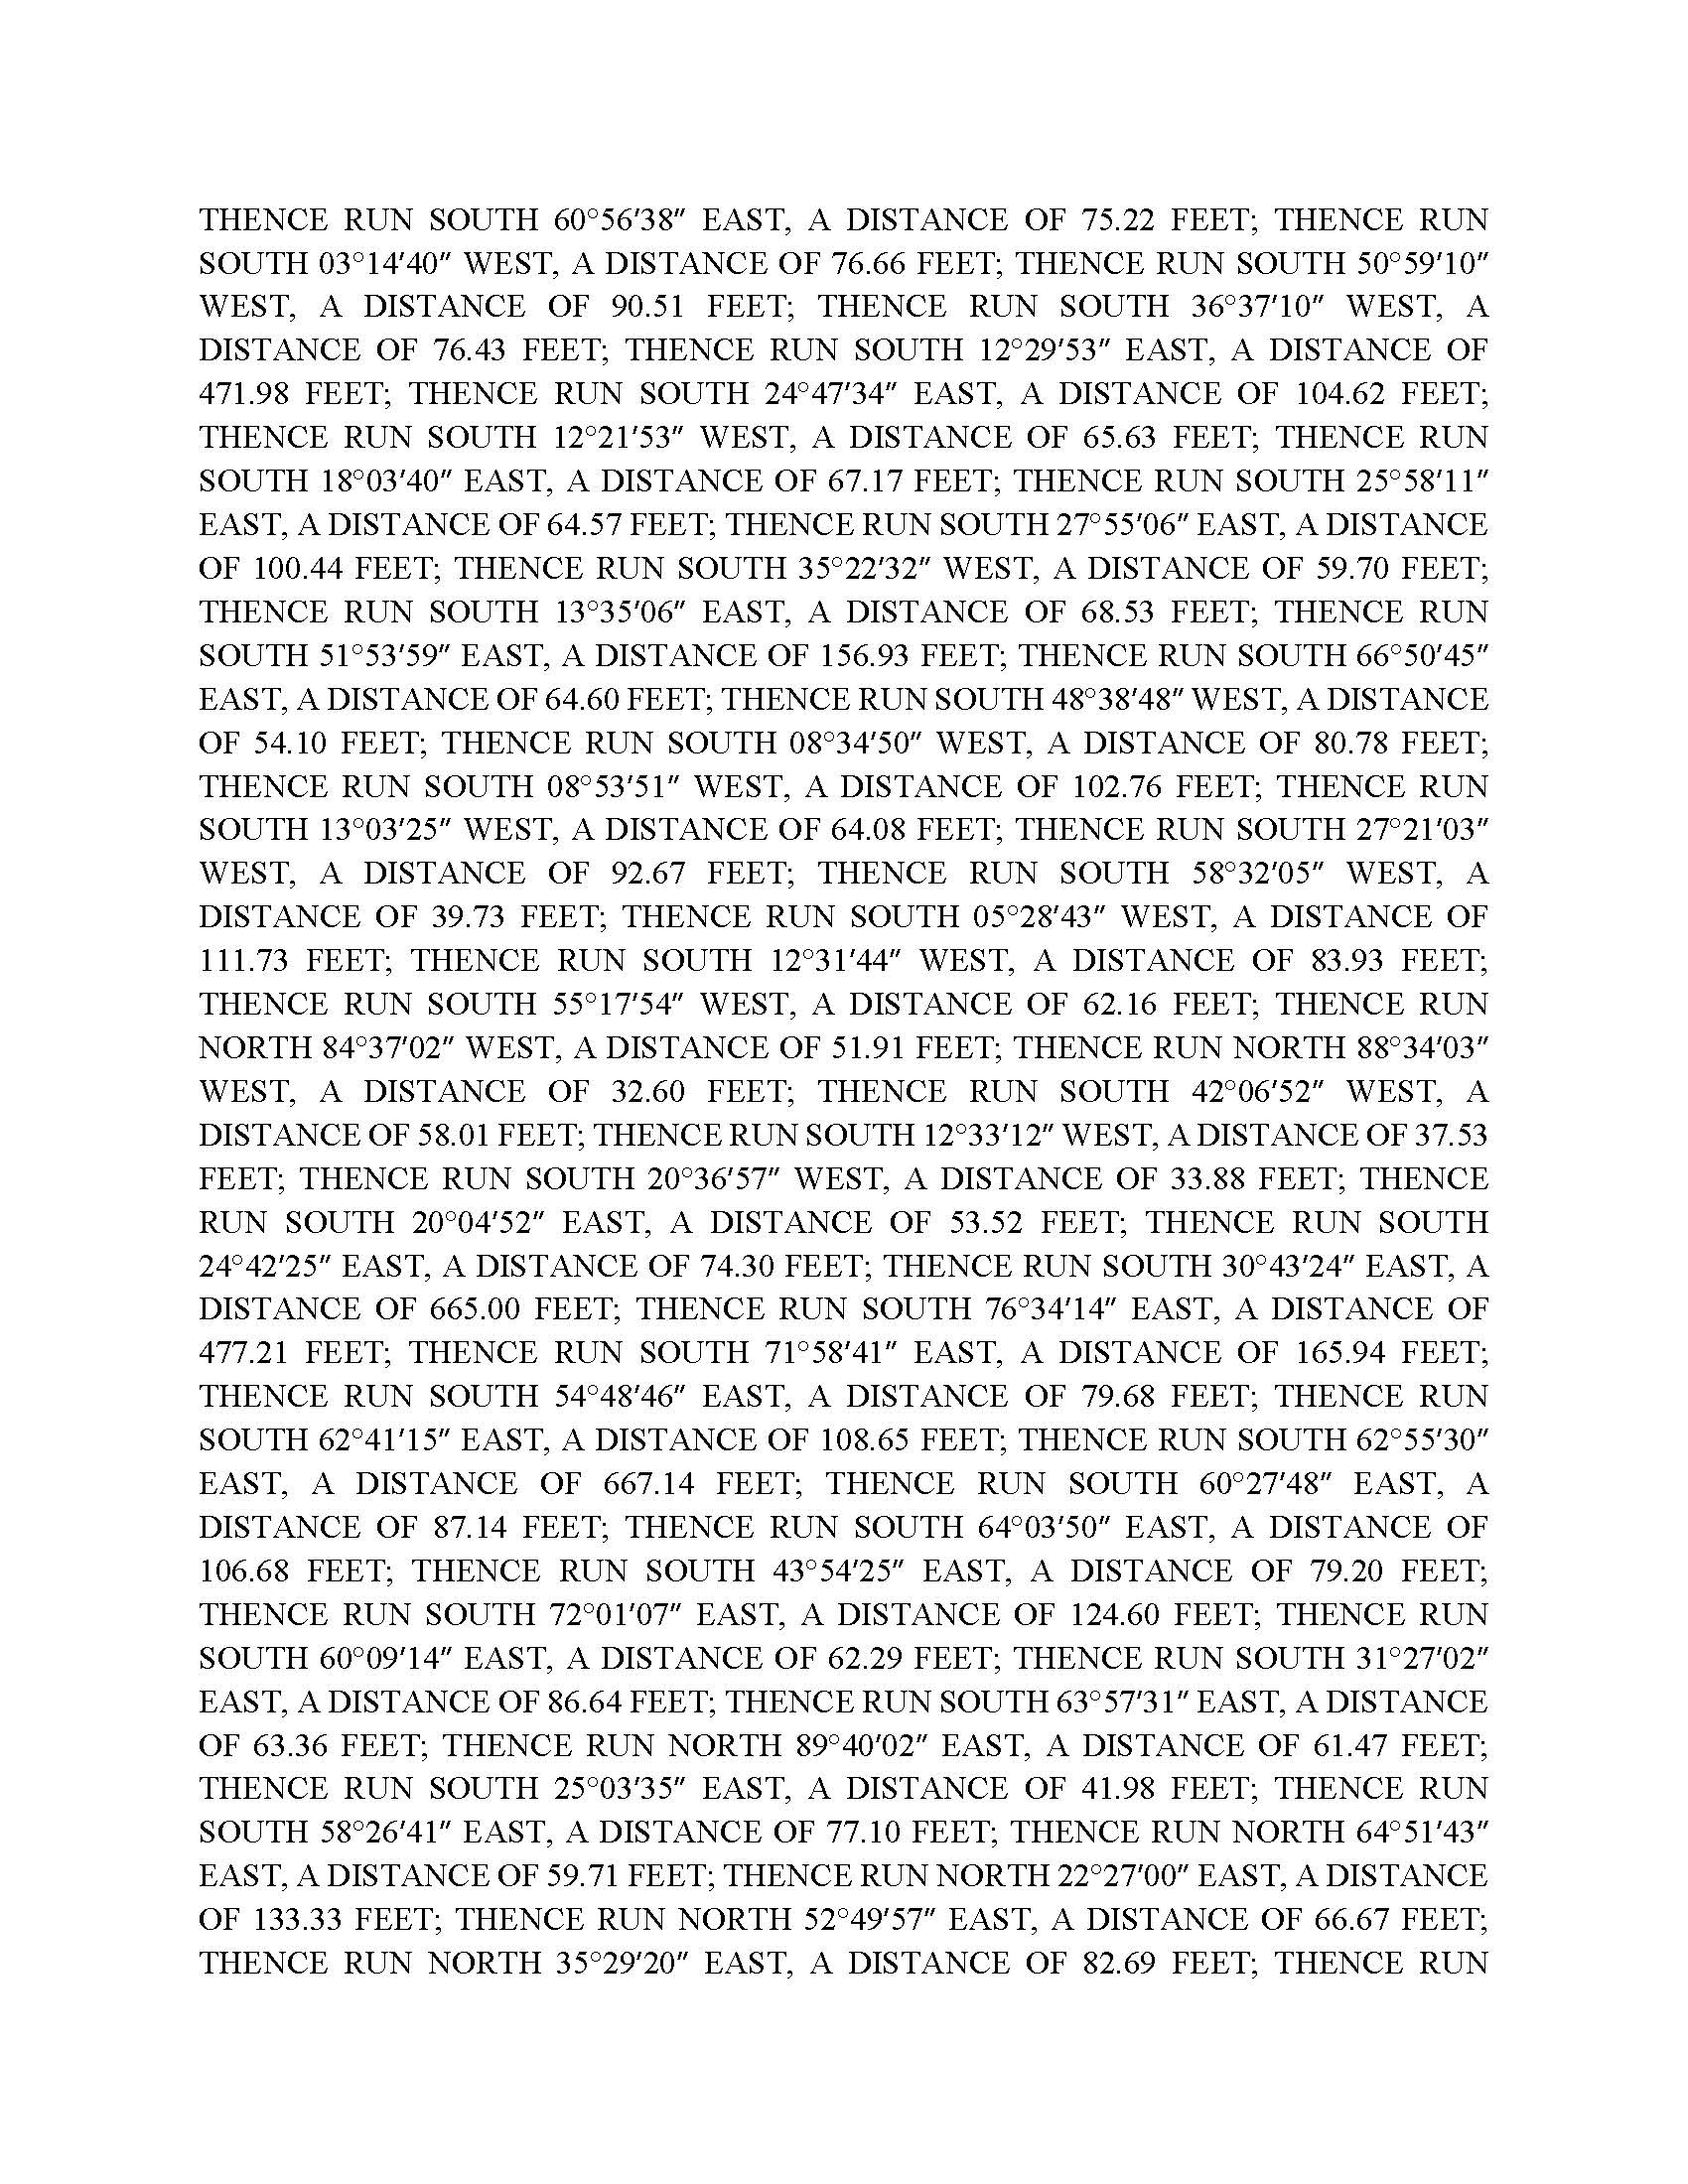 THENCE RUN SOUTH 60°56′38″ EAST, A DISTANCE OF 75.22 FEET; THENCE RUN
SOUTH 03°14′40″ WEST, A DISTANCE OF 76.66 FEET; THENCE RUN SOUTH 50°59′10″
WEST, A DISTANCE OF 90.51 FEET; THENCE RUN SOUTH 36°37′10″ WEST, A
DISTANCE OF 76.43 FEET; THENCE RUN SOUTH 12°29′53″ EAST, A DISTANCE OF
471.98 FEET; THENCE RUN SOUTH 24°47′34″ EAST, A DISTANCE OF 104.62 FEET;
THENCE RUN SOUTH 12°21′53″ WEST, A DISTANCE OF 65.63 FEET; THENCE RUN
SOUTH 18°03′40″ EAST, A DISTANCE OF 67.17 FEET; THENCE RUN SOUTH 25°58′11″
EAST, A DISTANCE OF 64.57 FEET; THENCE RUN SOUTH 27°55′06″ EAST, A DISTANCE
OF 100.44 FEET; THENCE RUN SOUTH 35°22′32″ WEST, A DISTANCE OF 59.70 FEET;
THENCE RUN SOUTH 13°35′06″ EAST, A DISTANCE OF 68.53 FEET; THENCE RUN
SOUTH 51°53′59″ EAST, A DISTANCE OF 156.93 FEET; THENCE RUN SOUTH 66°50′45″
EAST, A DISTANCE OF 64.60 FEET; THENCE RUN SOUTH 48°38′48″ WEST, A DISTANCE
OF 54.10 FEET; THENCE RUN SOUTH 08°34′50″ WEST, A DISTANCE OF 80.78 FEET;
THENCE RUN SOUTH 08°53′51″ WEST, A DISTANCE OF 102.76 FEET; THENCE RUN
SOUTH 13°03′25″ WEST, A DISTANCE OF 64.08 FEET; THENCE RUN SOUTH 27°21′03″
WEST, A DISTANCE OF 92.67 FEET; THENCE RUN SOUTH 58°32′05″ WEST, A
DISTANCE OF 39.73 FEET; THENCE RUN SOUTH 05°28′43″ WEST, A DISTANCE OF
111.73 FEET; THENCE RUN SOUTH 12°31′44″ WEST, A DISTANCE OF 83.93 FEET;
THENCE RUN SOUTH 55°17′54″ WEST, A DISTANCE OF 62.16 FEET; THENCE RUN
NORTH 84°37′02″ WEST, A DISTANCE OF 51.91 FEET; THENCE RUN NORTH 88°34′03″
WEST, A DISTANCE OF 32.60 FEET; THENCE RUN SOUTH 42°06′52″ WEST, A
DISTANCE OF 58.01 FEET; THENCE RUN SOUTH 12°33′12″ WEST, A DISTANCE OF 37.53
FEET; THENCE RUN SOUTH 20°36′57″ WEST, A DISTANCE OF 33.88 FEET; THENCE
RUN SOUTH 20°04′52″ EAST, A DISTANCE OF 53.52 FEET; THENCE RUN SOUTH
24°42′25″ EAST, A DISTANCE OF 74.30 FEET; THENCE RUN SOUTH 30°43′24″ EAST, A
DISTANCE OF 665.00 FEET; THENCE RUN SOUTH 76°34′14″ EAST, A DISTANCE OF
477.21 FEET; THENCE RUN SOUTH 71°58′41″ EAST, A DISTANCE OF 165.94 FEET;
THENCE RUN SOUTH 54°48′46″ EAST, A DISTANCE OF 79.68 FEET; THENCE RUN
SOUTH 62°41′15″ EAST, A DISTANCE OF 108.65 FEET; THENCE RUN SOUTH 62°55′30″
EAST, A DISTANCE OF 667.14 FEET; THENCE RUN SOUTH 60°27′48″ EAST, A
DISTANCE OF 87.14 FEET; THENCE RUN SOUTH 64°03′50″ EAST, A DISTANCE OF
106.68 FEET; THENCE RUN SOUTH 43°54′25″ EAST, A DISTANCE OF 79.20 FEET;
THENCE RUN SOUTH 72°01′07″ EAST, A DISTANCE OF 124.60 FEET; THENCE RUN
SOUTH 60°09′14″ EAST, A DISTANCE OF 62.29 FEET; THENCE RUN SOUTH 31°27′02″
EAST, A DISTANCE OF 86.64 FEET; THENCE RUN SOUTH 63°57′31″ EAST, A DISTANCE
OF 63.36 FEET; THENCE RUN NORTH 89°40′02″ EAST, A DISTANCE OF 61.47 FEET;
THENCE RUN SOUTH 25°03′35″ EAST, A DISTANCE OF 41.98 FEET; THENCE RUN
SOUTH 58°26′41″ EAST, A DISTANCE OF 77.10 FEET; THENCE RUN NORTH 64°51′43″
EAST, A DISTANCE OF 59.71 FEET; THENCE RUN NORTH 22°27′00″ EAST, A DISTANCE
OF 133.33 FEET; THENCE RUN NORTH 52°49′57″ EAST, A DISTANCE OF 66.67 FEET;
THENCE RUN NORTH 35°29′20″ EAST, A DISTANCE OF 82.69 FEET; THENCE RUN